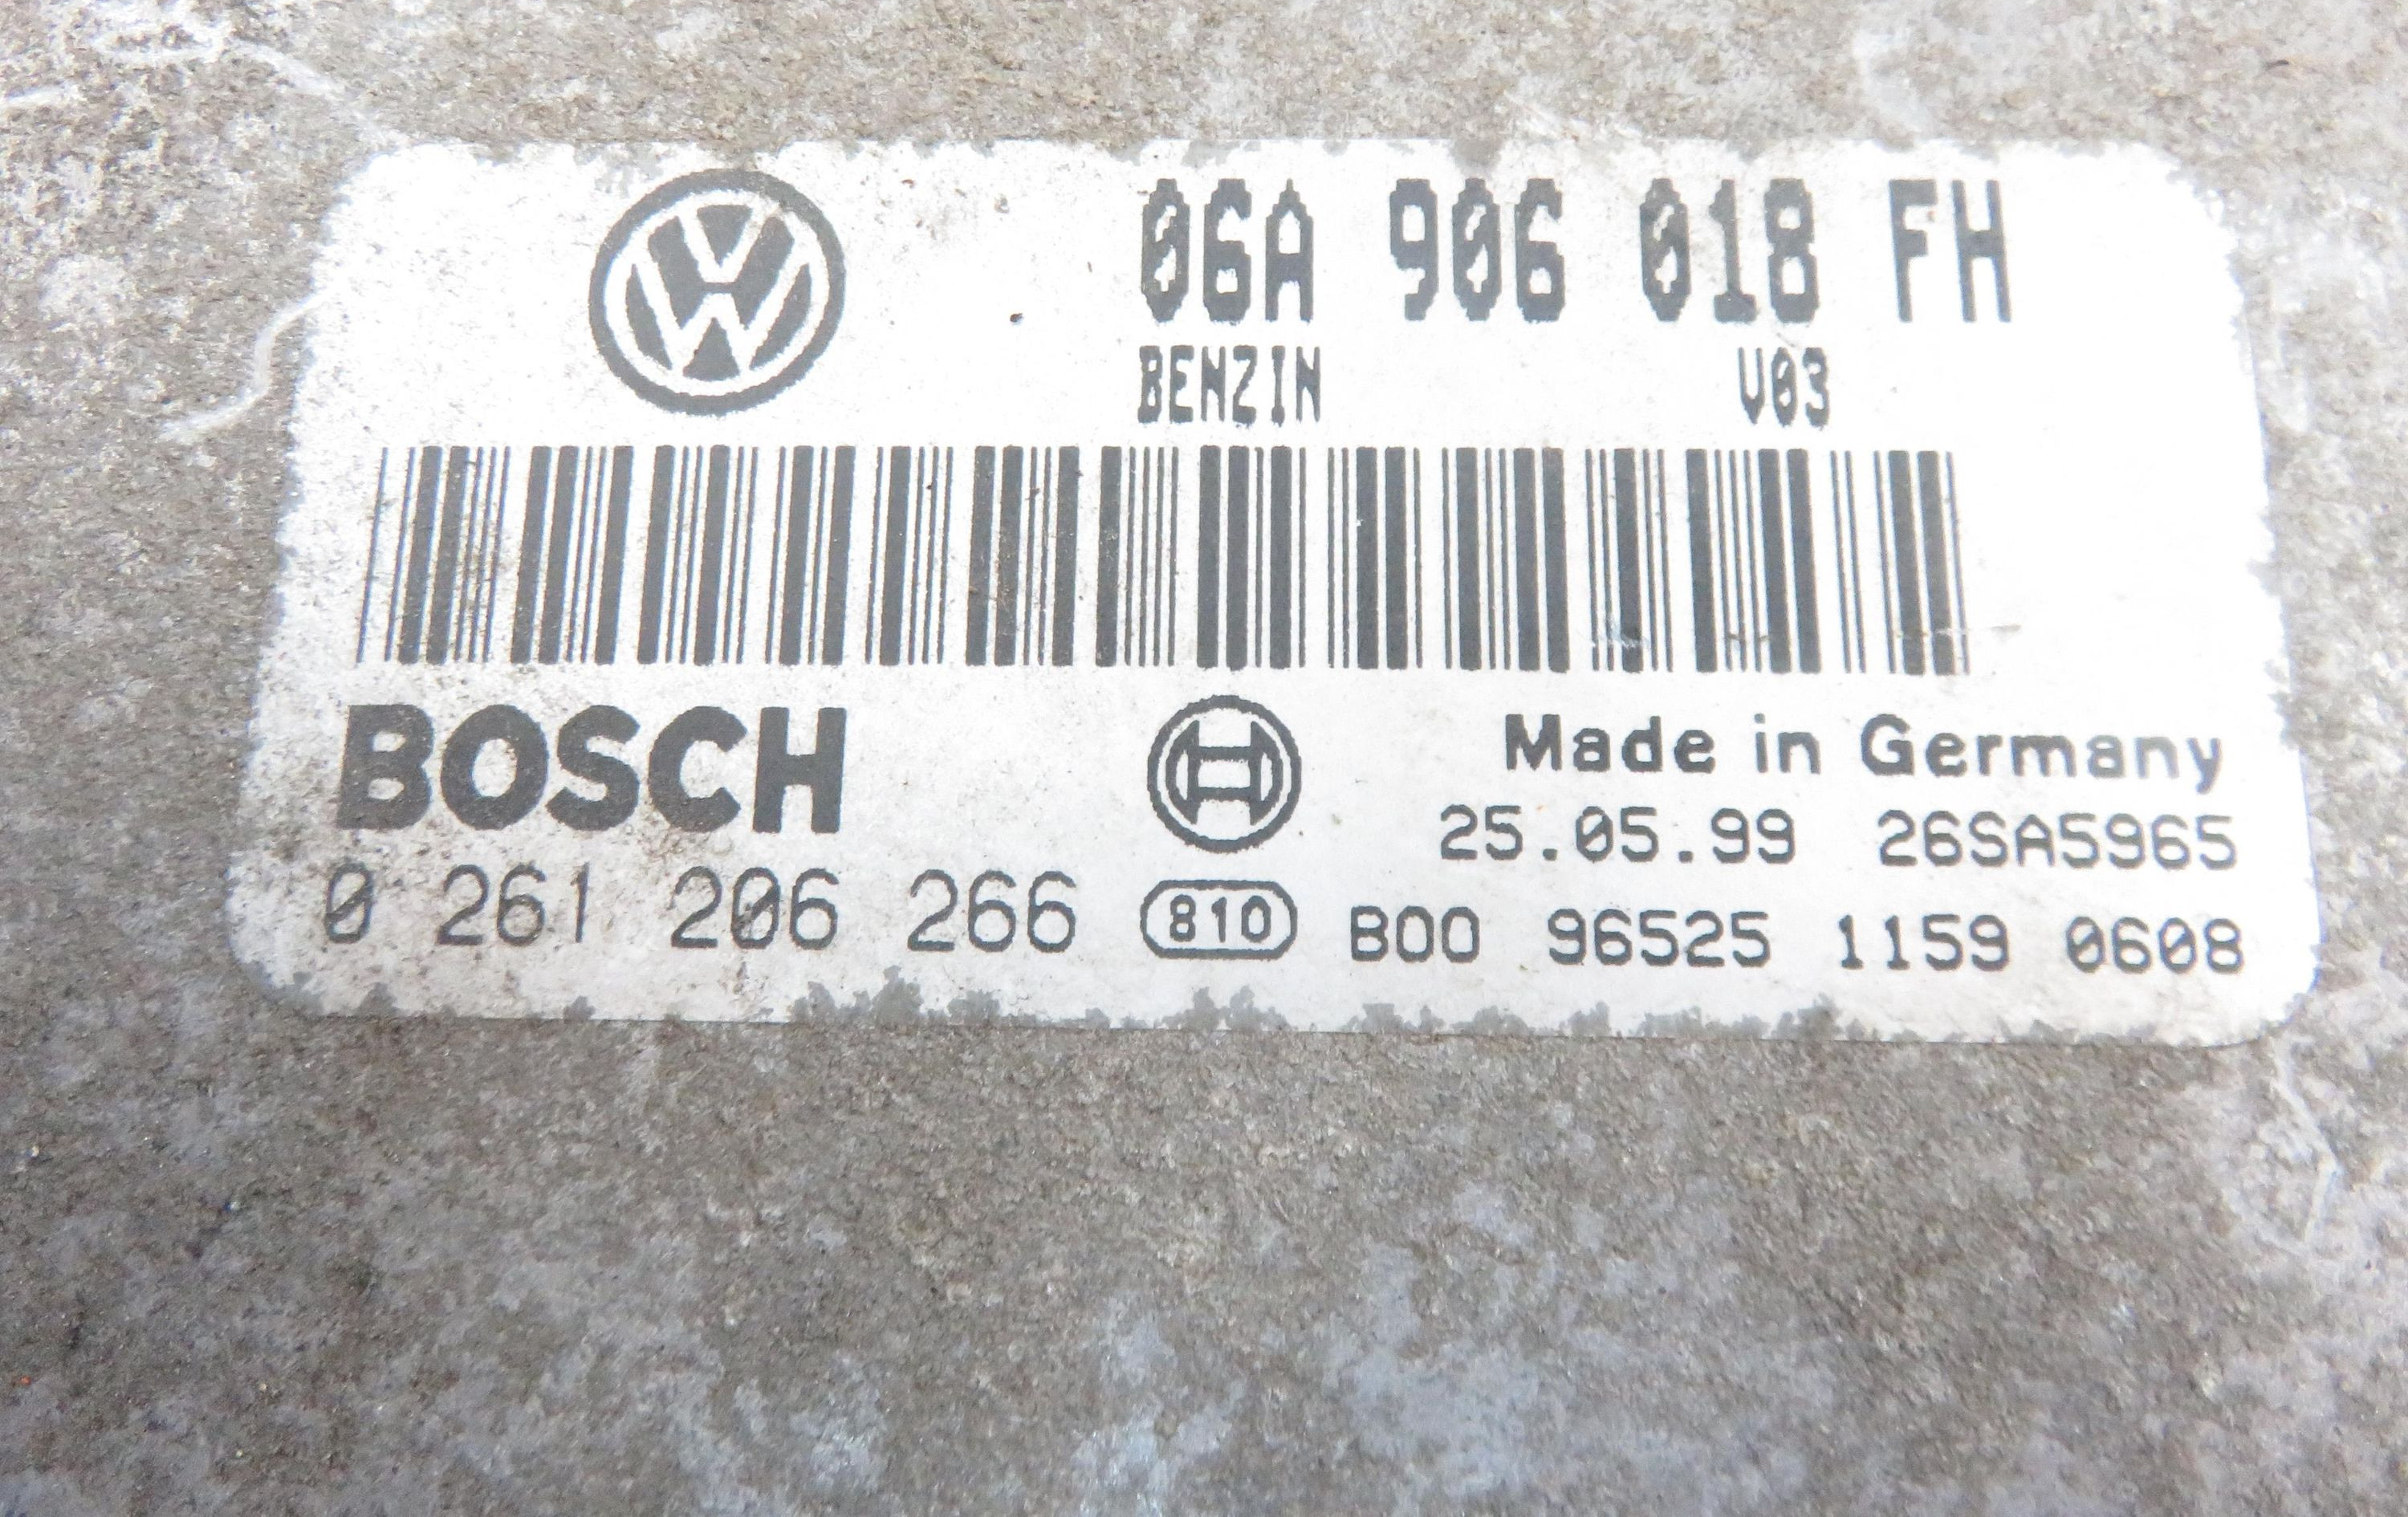 06A 906 018 FH
BENZIN V03
BOSCH
Made in Germany
25.05.99 26SA5965
0 261 206 266 810 B00 96525 1159 0608